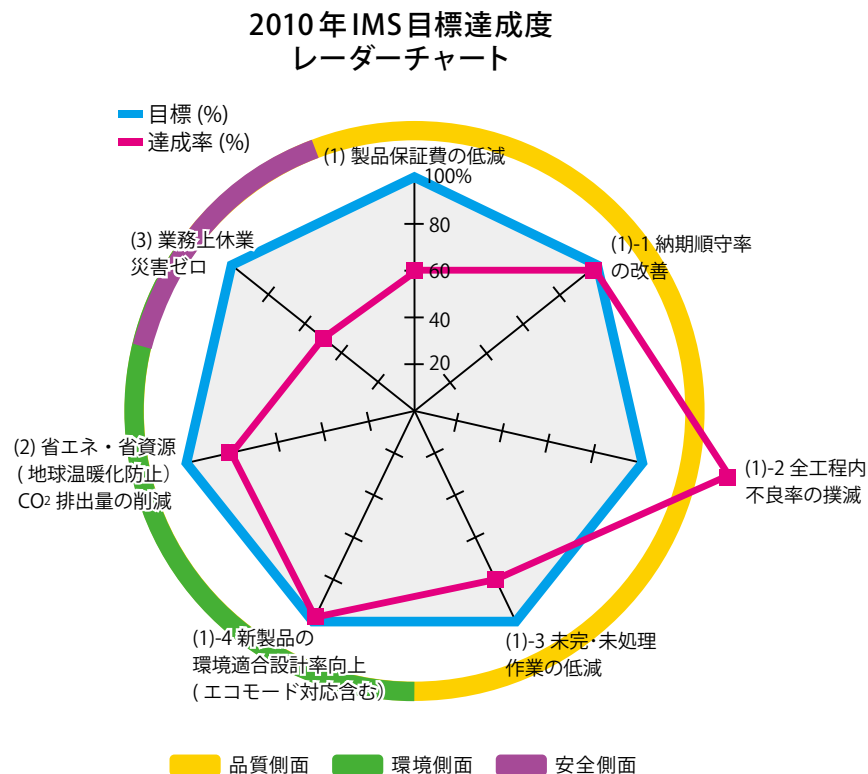 2010年IMS目標達成度
レーダーチャート
目標 (%)
達成率 (%)
(1) 製品保証費の低減
100%
80
60
40
20
(1)-1 納期順守率
の改善
(1)-2 全工程内
不良率の撲滅
(1)-3 未完・未処理
作業の低減
(1)-4 新製品の
環境適合設計率向上
( エコモード対応含む)
(2) 省エネ・省資源
( 地球温暖化防止)
CO² 排出量の削減
(3) 業務上休業
災害ゼロ
品質側面
環境側面
安全側面